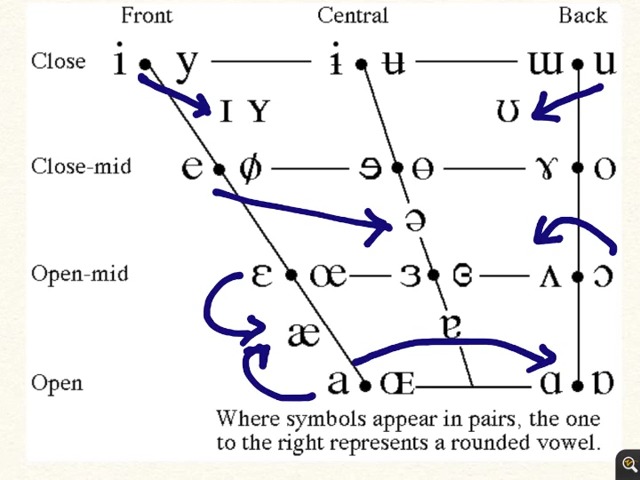 Front Central Back
Close i y ɨ ʉ ɯ u
I Y ʊ
Close-mid e ø ɘ ɵ ɤ o
ə
Open-mid ɛ œ ɜ ɞ ʌ ɔ
æ ɐ
Open a Œ ɑ ɒ
Where symbols appear in pairs, the one
to the right represents a rounded vowel.